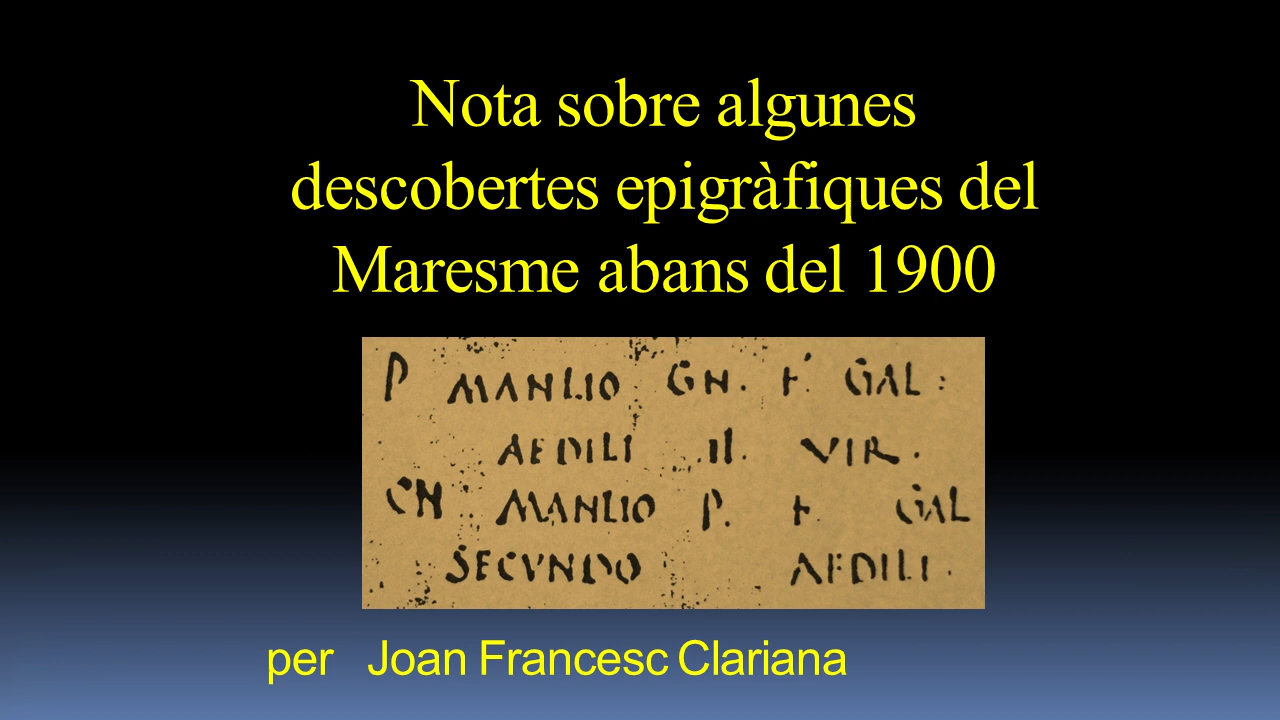 Nota sobre algunes
descobertes epigràfiques del
Maresme abans del 1900
P MANLIO GN. F GAL:
AEDILI II. VIR.
CN MANLIO P. F. GAL
SECVNDO AEDILI.
per Joan Francesc Clariana